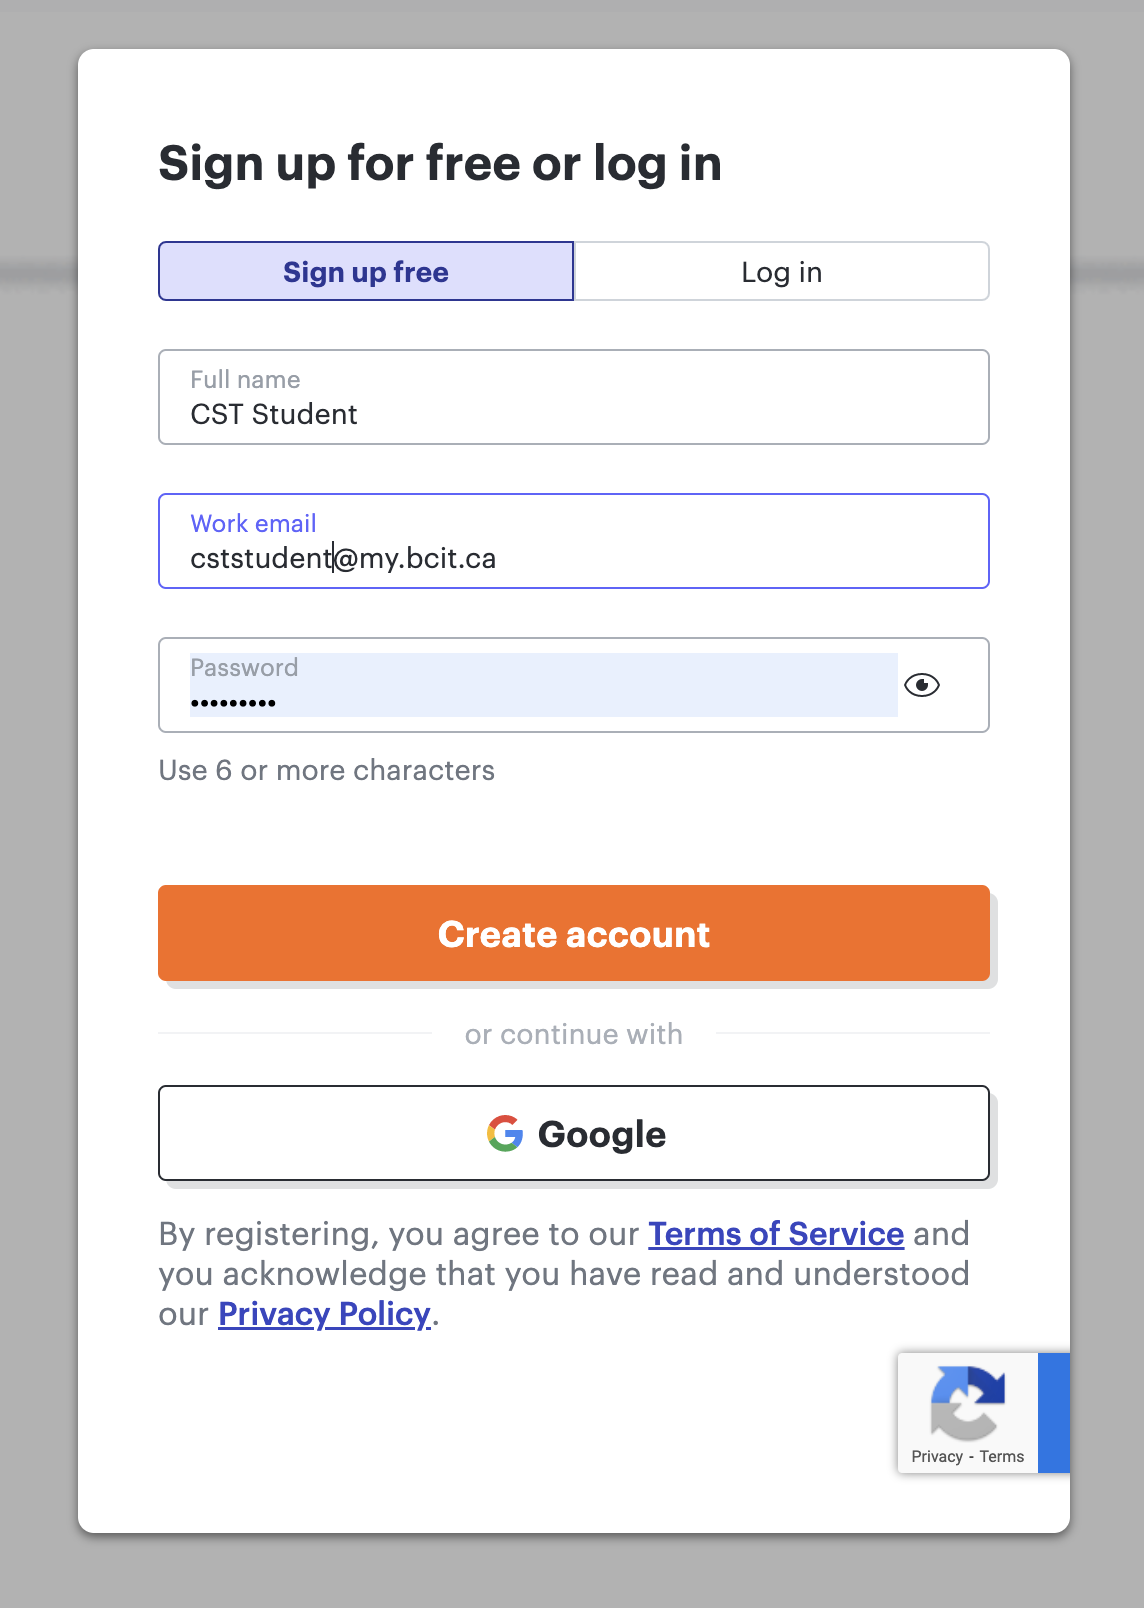 Sign up for free or log in
Sign up free
Log in
Full name
CST Student
Work email
cststudent@my.bcit.ca
Password
•••••••••
Use 6 or more characters
Create account
or continue with
Google
By registering, you agree to our Terms of Service and
you acknowledge that you have read and understood
our Privacy Policy.
Privacy - Terms